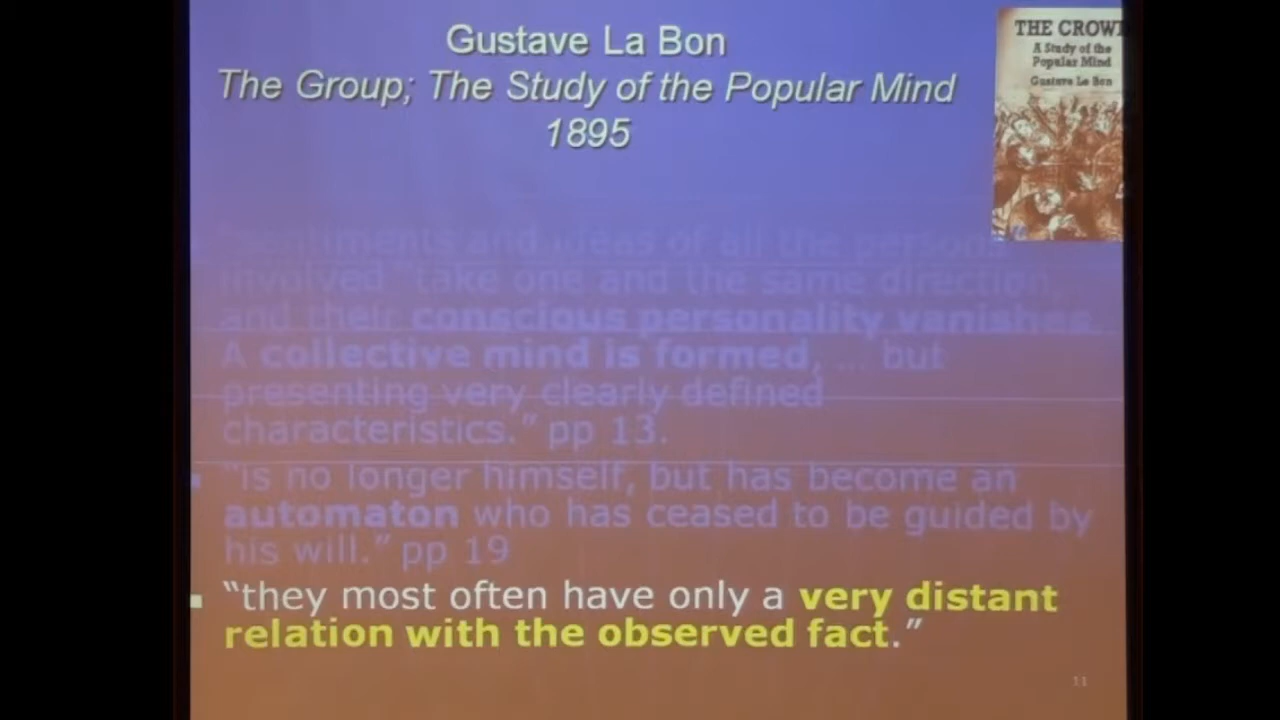 Gustave La Bon
The Group; The Study of the Popular Mind
1895
THE CROW
A Study of the
Popular Mind
Gustave Le Bon
and ideas of all the persons
involved "take one and the same direction,
and their conscious personality vanishes.
A collective mind is formed, ... but
presenting very clearly defined
characteristics." pp 13.
"is no longer himself, but has become an
automaton who has ceased to be guided by
his will." pp 19
"they most often have only a very distant
relation with the observed fact."
11